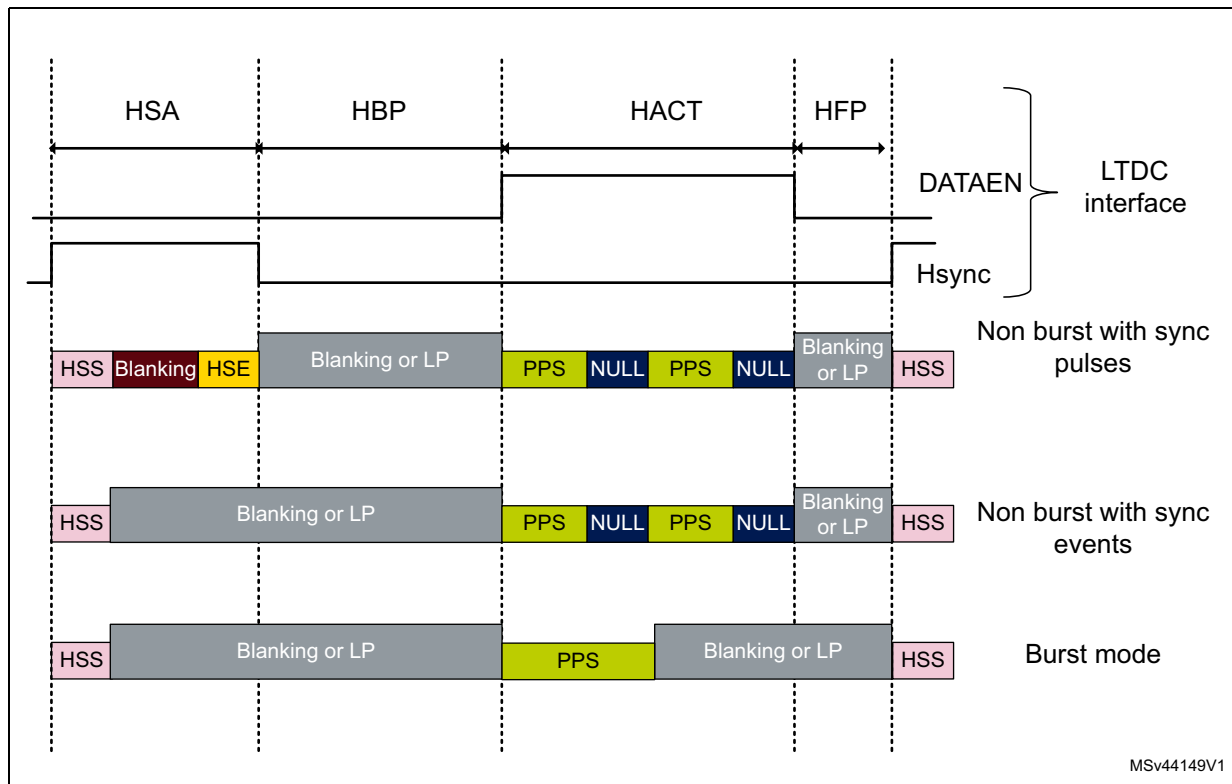 HSA HBP HACT HFP
DATAEN
LTDC
interface
Hsync
Non burst with sync
pulses
HSS Blanking HSE Blanking or LP PPS NULL PPS NULL Blanking
or LP HSS
Non burst with sync
events
HSS Blanking or LP PPS NULL PPS NULL Blanking
or LP HSS
HSS Blanking or LP PPS Blanking or LP HSS Burst mode
MSv44149V1